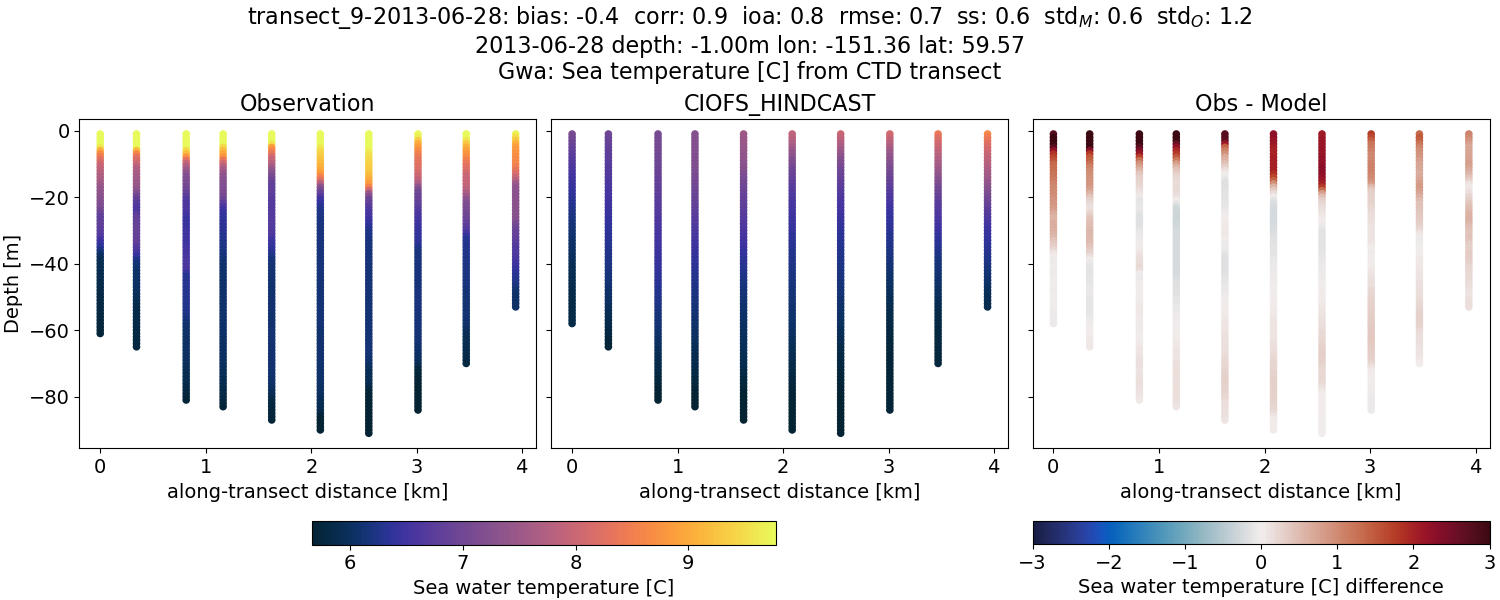 transect_9-2013-06-28: bias: -0.4 corr: 0.9 ioa: 0.8 rmse: 0.7 ss: 0.6 std_M: 0.6 std_O: 1.2
2013-06-28 depth: -1.00m lon: -151.36 lat: 59.57
Gwa: Sea temperature [C] from CTD transect
Observation
CIOFS_HINDCAST
Obs - Model
Depth [m]
0
−20
−40
−60
−80
0 1 2 3 4
0 1 2 3 4
0 1 2 3 4
along-transect distance [km]
along-transect distance [km]
along-transect distance [km]
6 7 8 9
Sea water temperature [C]
−3 −2 −1 0 1 2 3
Sea water temperature [C] difference